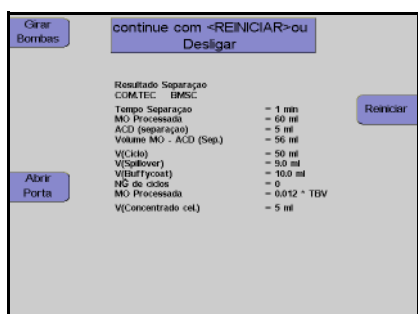 Girar
Bombas
continue com <REINICIAR>ou
Desligar
Resultado Separaçao
COM.TEC BMSC
Tempo Separaçao = 1 min
MO Processada = 60 ml
ACD (separaçao) = 5 ml
Volume MO - ACD (Sep.) = 56 ml
Reiniciar
V(Ciclo) = 50 ml
V(Spillover) = 9.0 ml
V(Buffycoat) = 10.0 ml
NG de ciclos = 0
MO Processada = 0.012 * TBV
V(Concentrado cel.) = 5 ml
Abrir
Porta